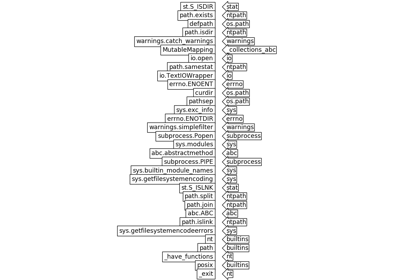 st.S_ISDIR stat
path.exists ntpath
defpath os.path
path.isdir ntpath
warnings.catch_warnings warnings
MutableMapping _collections_abc
io.open io
path.samestat ntpath
io.TextIOWrapper io
errno.ENOENT errno
curdir os.path
pathsep os.path
sys.exc_info sys
errno.ENOTDIR errno
warnings.simplefilter warnings
subprocess.Popen subprocess
sys.modules sys
abc.abstractmethod abc
subprocess.PIPE subprocess
sys.builtin_module_names sys
sys.getfilesystemencoding sys
st.S_ISLNK stat
path.split ntpath
path.join ntpath
abc.ABC abc
path.islink ntpath
sys.getfilesystemencodeerrors sys
nt builtins
path builtins
_have_functions nt
posix builtins
_exit nt